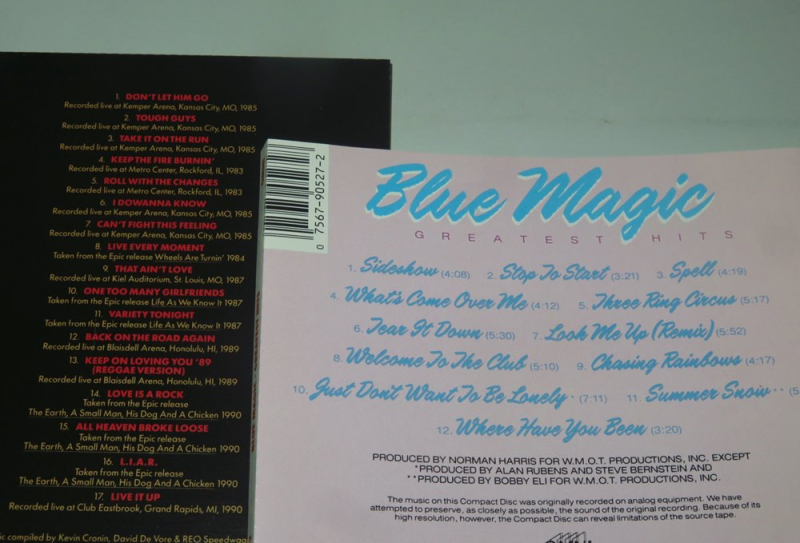 1. DON'T LET HIM GO
Recorded live at Kemper Arena, Kansas City, MO, 1985
2. TOUGH GUYS
Recorded live at Kemper Arena, Kansas City, MO, 1985
3. TAKE IT ON THE RUN
Recorded live at Kemper Arena, Kansas City, MO, 1985
4. KEEP THE FIRE BURNIN'
Recorded live at Metro Center, Rockford, IL, 1983
5. ROLL WITH THE CHANGES
Recorded live at Metro Center, Rockford, IL, 1983
6. I DOWANNA KNOW
Recorded live at Kemper Arena, Kansas City, MO, 1985
7. CAN'T FIGHT THIS FEELING
Recorded live at Kemper Arena, Kansas City, MO, 1985
8. LIVE EVERY MOMENT
Taken from the Epic release Wheels Are Turnin' 1984
9. THAT AIN'T LOVE
Recorded at Kiel Auditorium, St. Louis, MO, 1987
10. ONE TOO MANY GIRLFRIENDS
Taken from the Epic release Life As We Know It 1987
11. VARIETY TONIGHT
Taken from the Epic release Life As We Know It 1987
12. BACK ON THE ROAD AGAIN
Recorded live at Blaisdell Arena, Honolulu, HI, 1989
13. KEEP ON LOVING YOU '89
(REGGAE VERSION)
Recorded live at Blaisdell Arena, Honolulu, HI, 1989
14. LOVE IS A ROCK
Taken from the Epic release
The Earth, A Small Man, His Dog And A Chicken 1990
15. ALL HEAVEN BROKE LOOSE
Taken from the Epic release
The Earth, A Small Man, His Dog And A Chicken 1990
16. L.I.A.R.
Taken from the Epic release
The Earth, A Small Man, His Dog And A Chicken 1990
17. LIVE IT UP
Recorded live at Club Eastbrook, Grand Rapids, MI, 1990
compiled by Kevin Cronin, David De Vore & REO
0 7567-90527-2
Blue Magic
GREATEST HITS
1. Sideshow (4:08) 2. Stop To Start (3:21) 3. Spell (4:19)
4. What's Come Over Me (4:12) 5. Three Ring Circus (5:17)
6. Tear It Down (5:30) 7. Look Me Up (Remix) (5:52)
8. Welcome To The Club (5:10) 9. Chasing Rainbows (4:17)
10. Just Don't Want To Be Lonely* (7:11) 11. Summer Snow** (5
12. Where Have You Been (3:20)
PRODUCED BY NORMAN HARRIS FOR W.M.O.T. PRODUCTIONS, INC. EXCEPT
*PRODUCED BY ALAN RUBENS AND STEVE BERNSTEIN AND
**PRODUCED BY BOBBY ELI FOR W.M.O.T. PRODUCTIONS, INC.
The music on this Compact Disc was originally recorded on analog equipment. We have
attempted to preserve, as closely as possible, the sound of the original recording. Because of its
high resolution, however, the Compact Disc can reveal limitations of the source tape.